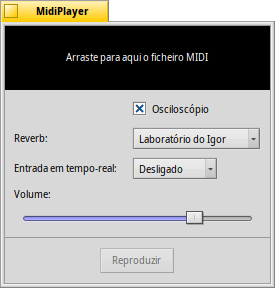 MidiPlayer
Arraste para aqui o ficheiro MIDI
Osciloscópio
Reverb: Laboratório do Igor
Entrada em tempo-real: Desligado
Volume:
Reproduzir